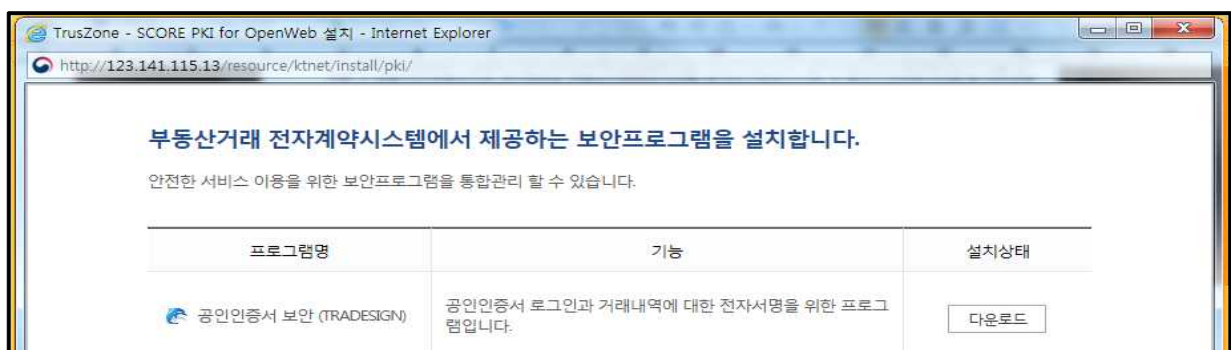 TrusZone - SCORE PKI for OpenWeb 설치 - Internet Explorer
http://123.141.115.13/resource/ktnet/install/pki/
부동산거래 전자계약시스템에서 제공하는 보안프로그램을 설치합니다.
안전한 서비스 이용을 위한 보안프로그램을 통합관리 할 수 있습니다.
프로그램명 기능 설치상태
공인인증서 보안 (TRADESIGN) 공인인증서 로그인과 거래내역에 대한 전자서명을 위한 프로그
램입니다. 다운로드